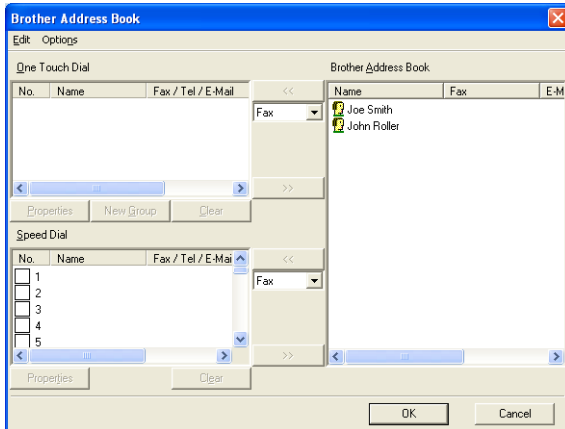 Brother Address Book
Edit Options
One Touch Dial
No. Name Fax / Tel / E-Mail
<<
Fax
>>
Properties New Group Clear
Speed Dial
No. Name Fax / Tel / E-Mai
1
2
3
4
5
<<
Fax
>>
Properties Clear
Brother Address Book
Name Fax E-M
Joe Smith
John Roller
OK Cancel